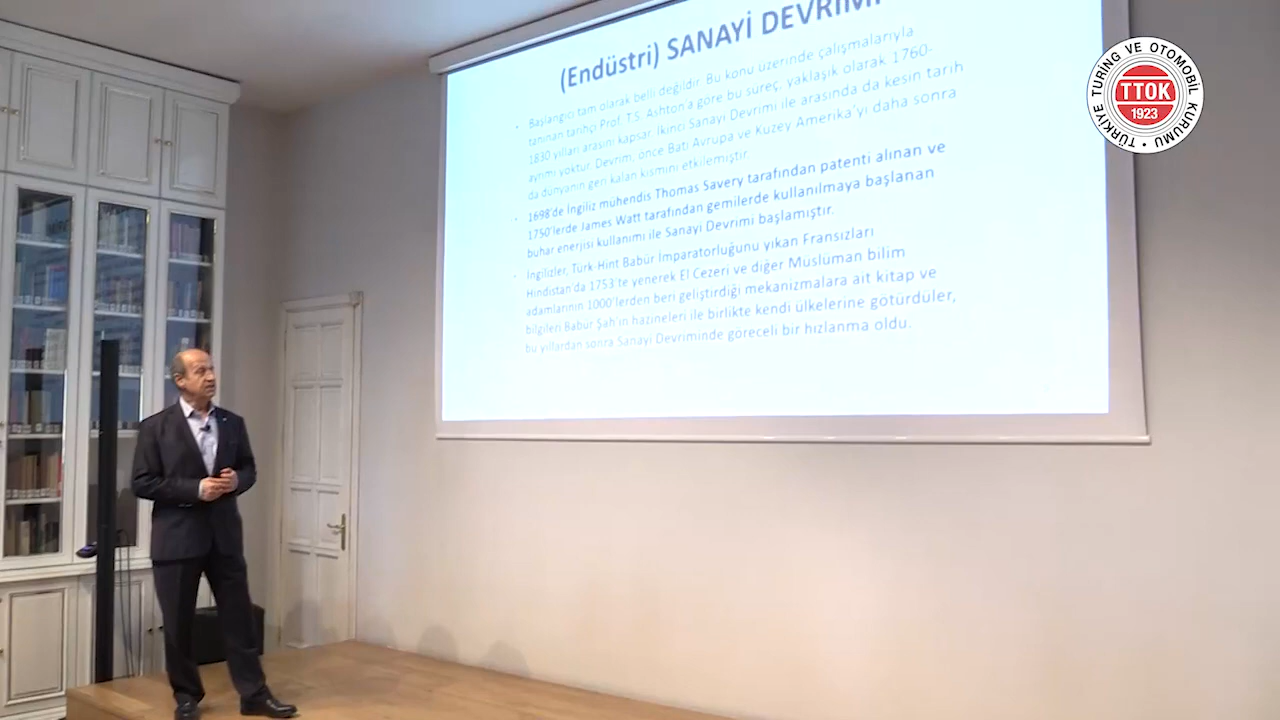 (Endüstri) SANAYİ DEVRİMİ
Başlangıcı tam olarak belli değildir. Bu konu üzerinde çalışmalarıyla
tanınan tarihçi Prof. T.S. Ashton'a göre bu süreç, yaklaşık olarak 1760-
1830 yılları arasını kapsar. İkinci Sanayi Devrimi ile arasında da kesin tarih
ayrımı yoktur. Devrim, önce Batı Avrupa ve Kuzey Amerika'yı daha sonra
da dünyanın geri kalan kısmını etkilemiştir.
1698'de İngiliz mühendis Thomas Savery tarafından patenti alınan ve
1750'lerde James Watt tarafından gemilerde kullanılmaya başlanan
buhar enerjisi kullanımı ile Sanayi Devrimi başlamıştır.
İngilizler, Türk-Hint Babür İmparatorluğunu yıkan Fransızları
Hindistan'da 1753'te yenerek El Cezeri ve diğer Müslüman bilim
adamlarının 1000'lerden beri geliştirdiği mekanizmalara ait kitap ve
bilgileri Babür Şah'ın hazineleri ile birlikte kendi ülkelerine götürdüler,
bu yıllardan sonra Sanayi Devriminde göreceli bir hızlanma oldu.
TÜRKİYE TURİNG VE OTOMOBİL KURUMU
TTOK
1923